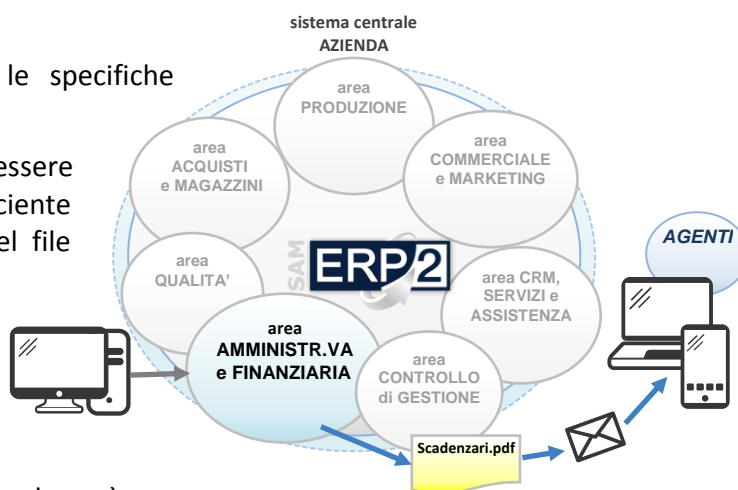 sistema centrale
AZIENDA
le specifiche
essere
ciente
el file
area
PRODUZIONE
area
ACQUISTI
e MAGAZZINI
area
COMMERCIALE
e MARKETING
area
QUALITA'
SAM
ERP2
area CRM,
SERVIZI e
ASSISTENZA
AGENTI
area
AMMINISTR.VA
e FINANZIARIA
area
CONTROLLO
di GESTIONE
Scadenzari.pdf